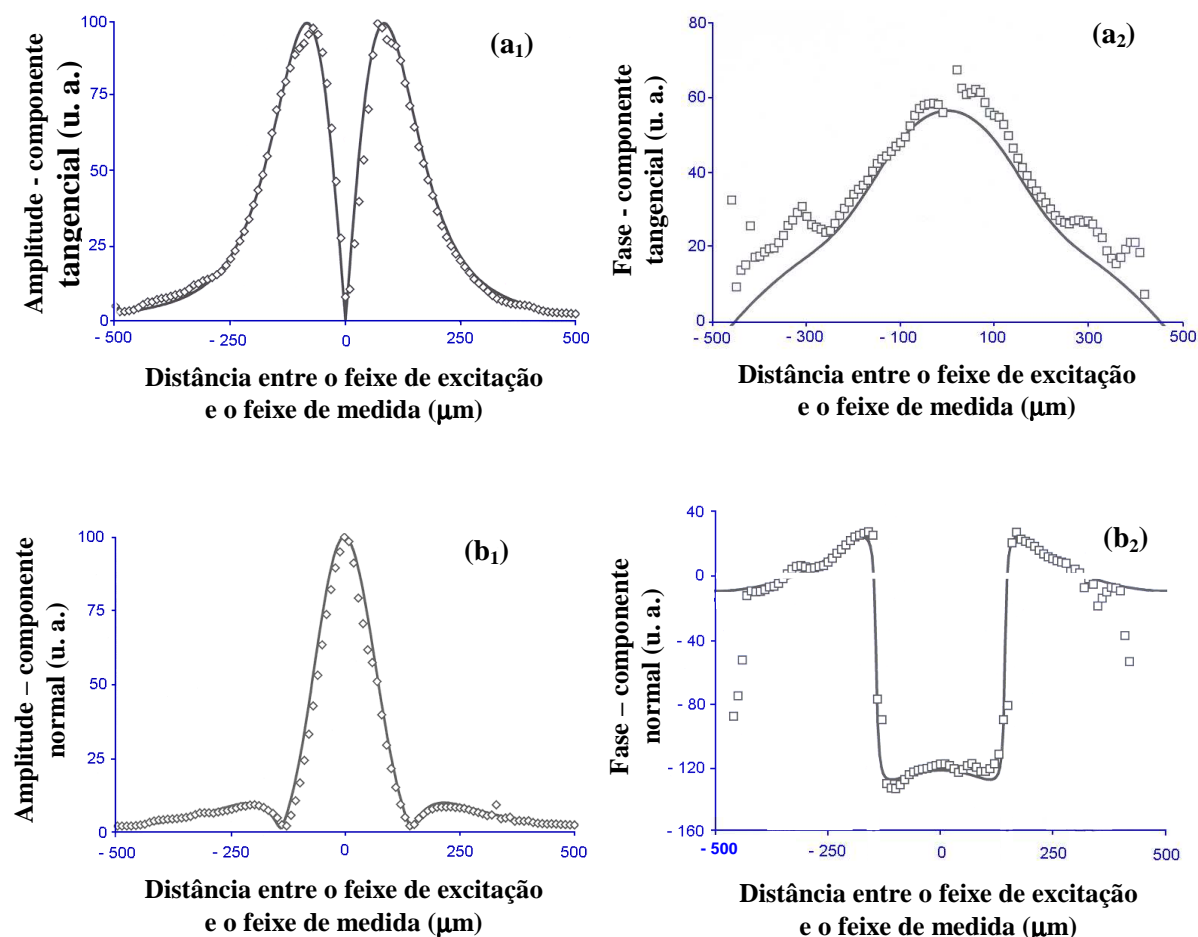 (a1)
Amplitude - componente
tangencial (u. a.)
100
75
50
25
0
- 500
- 250
0
250
500
Distância entre o feixe de excitação
e o feixe de medida (μm)
(a2)
Fase - componente
tangencial (u. a.)
80
60
40
20
0
- 500
- 300
- 100
100
300
500
Distância entre o feixe de excitação
e o feixe de medida (μm)
(b1)
Amplitude – componente
normal (u. a.)
100
75
50
25
0
- 500
- 250
0
250
500
Distância entre o feixe de excitação
e o feixe de medida (μm)
(b2)
Fase – componente
normal (u. a.)
40
0
- 40
- 80
- 120
- 160
- 500
- 250
0
250
500
Distância entre o feixe de excitação
e o feixe de medida (μm)